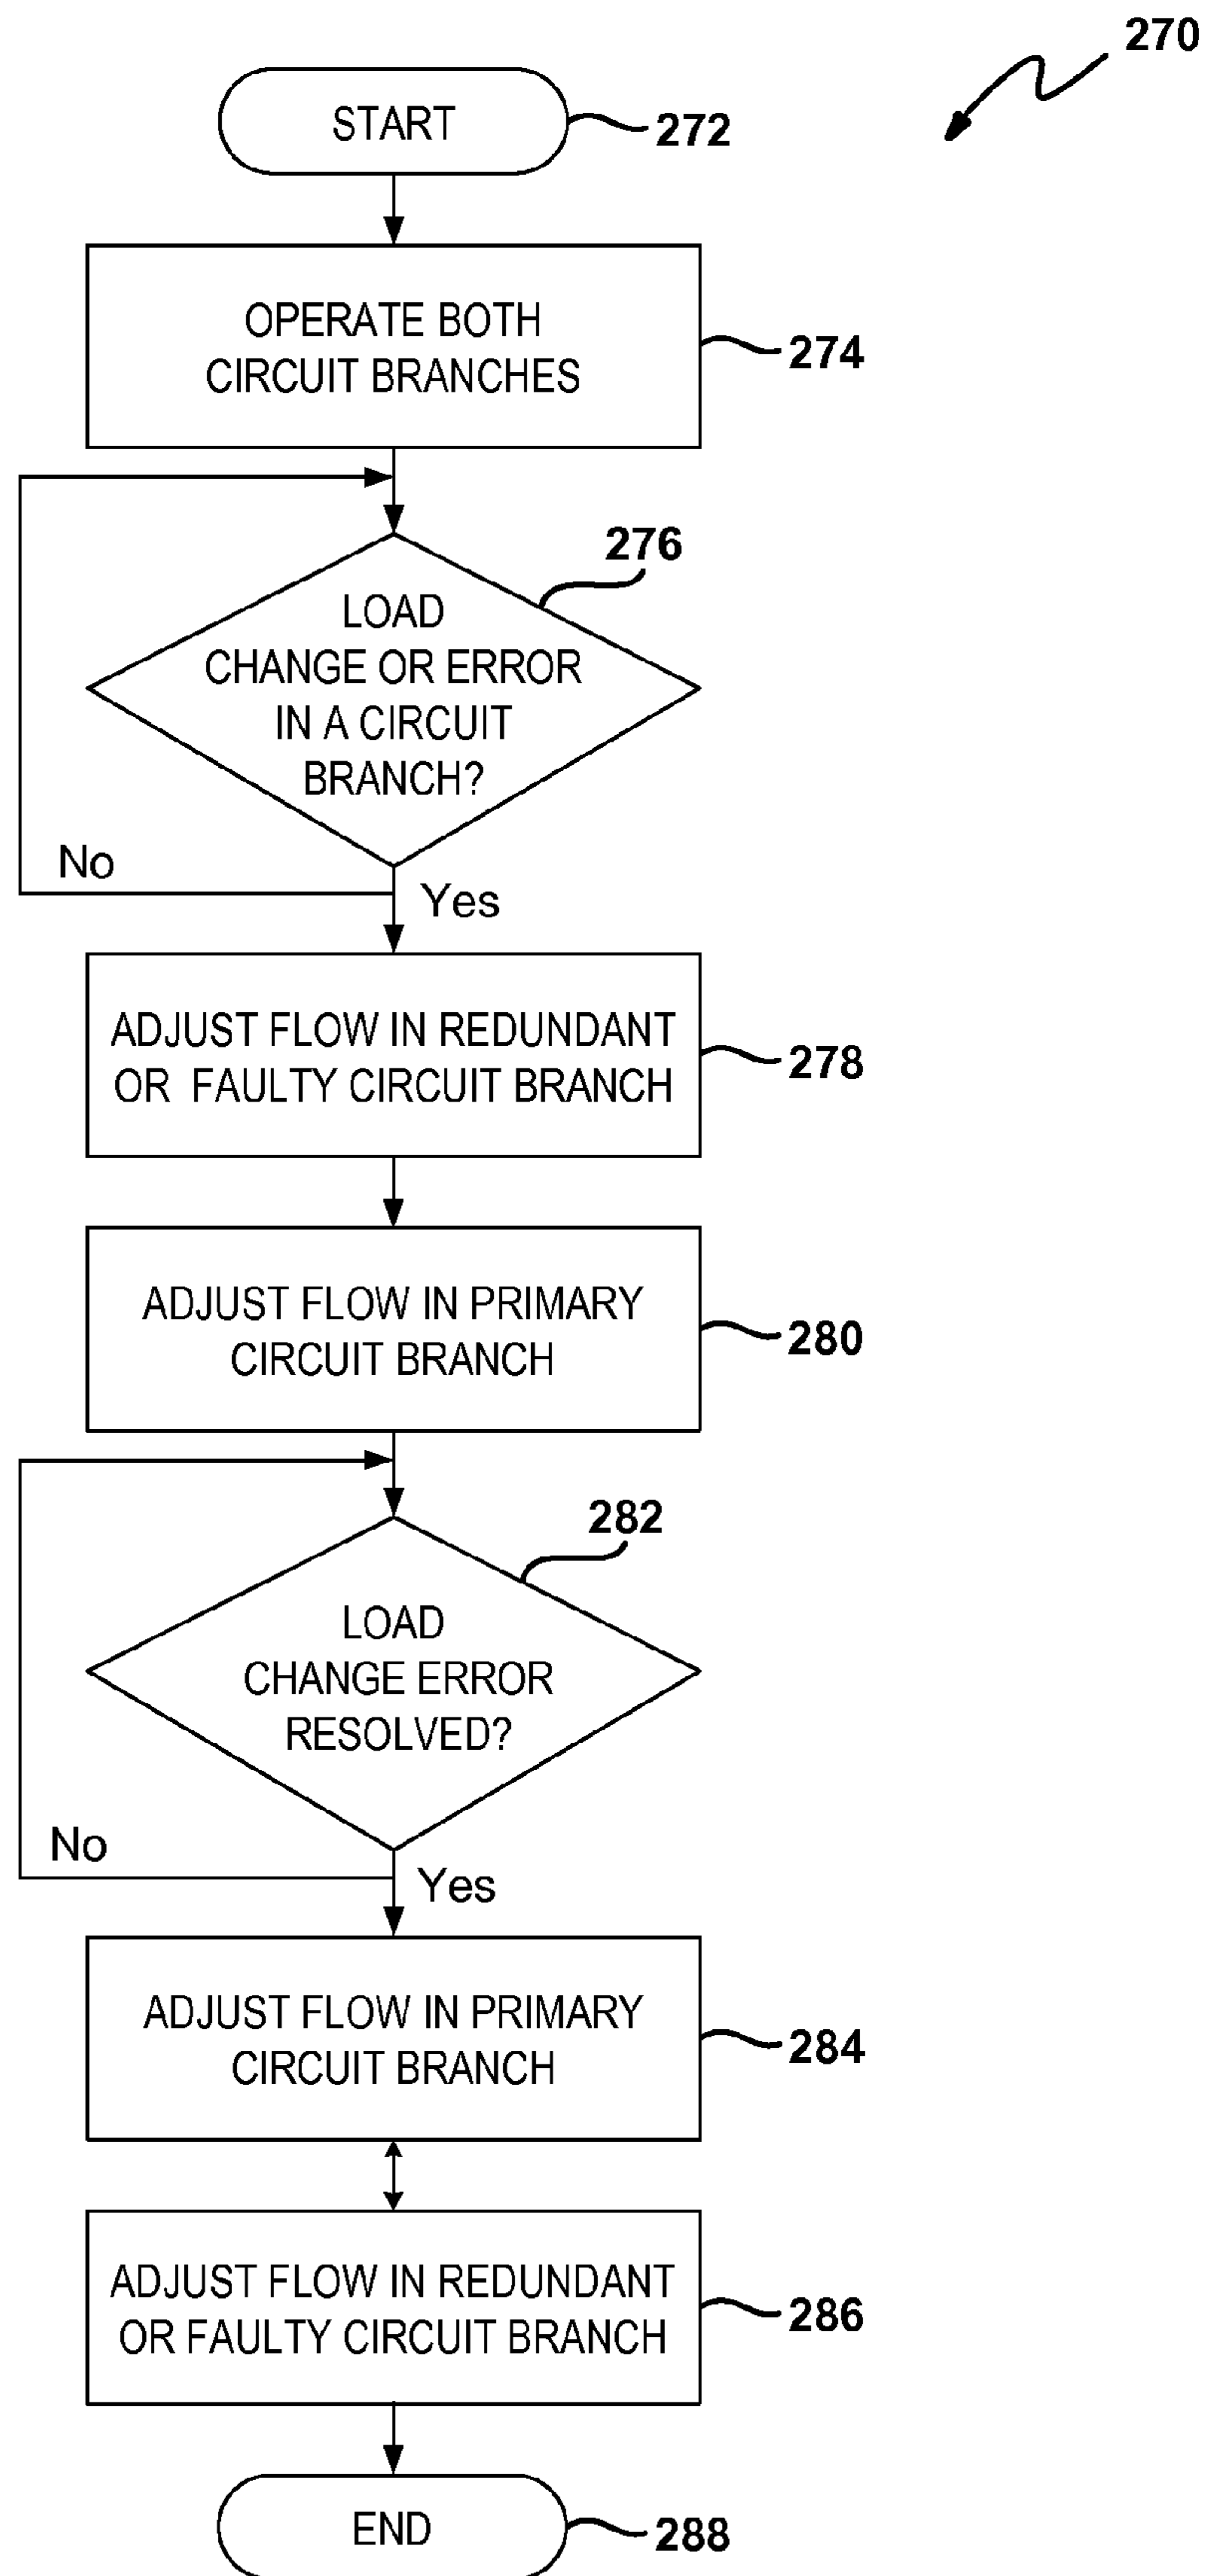 270
START
272
OPERATE BOTH
CIRCUIT BRANCHES
274
276
LOAD
CHANGE OR ERROR
IN A CIRCUIT
BRANCH?
No
Yes
ADJUST FLOW IN REDUNDANT
OR FAULTY CIRCUIT BRANCH
278
ADJUST FLOW IN PRIMARY
CIRCUIT BRANCH
280
282
LOAD
CHANGE ERROR
RESOLVED?
No
Yes
ADJUST FLOW IN PRIMARY
CIRCUIT BRANCH
284
ADJUST FLOW IN REDUNDANT
OR FAULTY CIRCUIT BRANCH
286
END
288